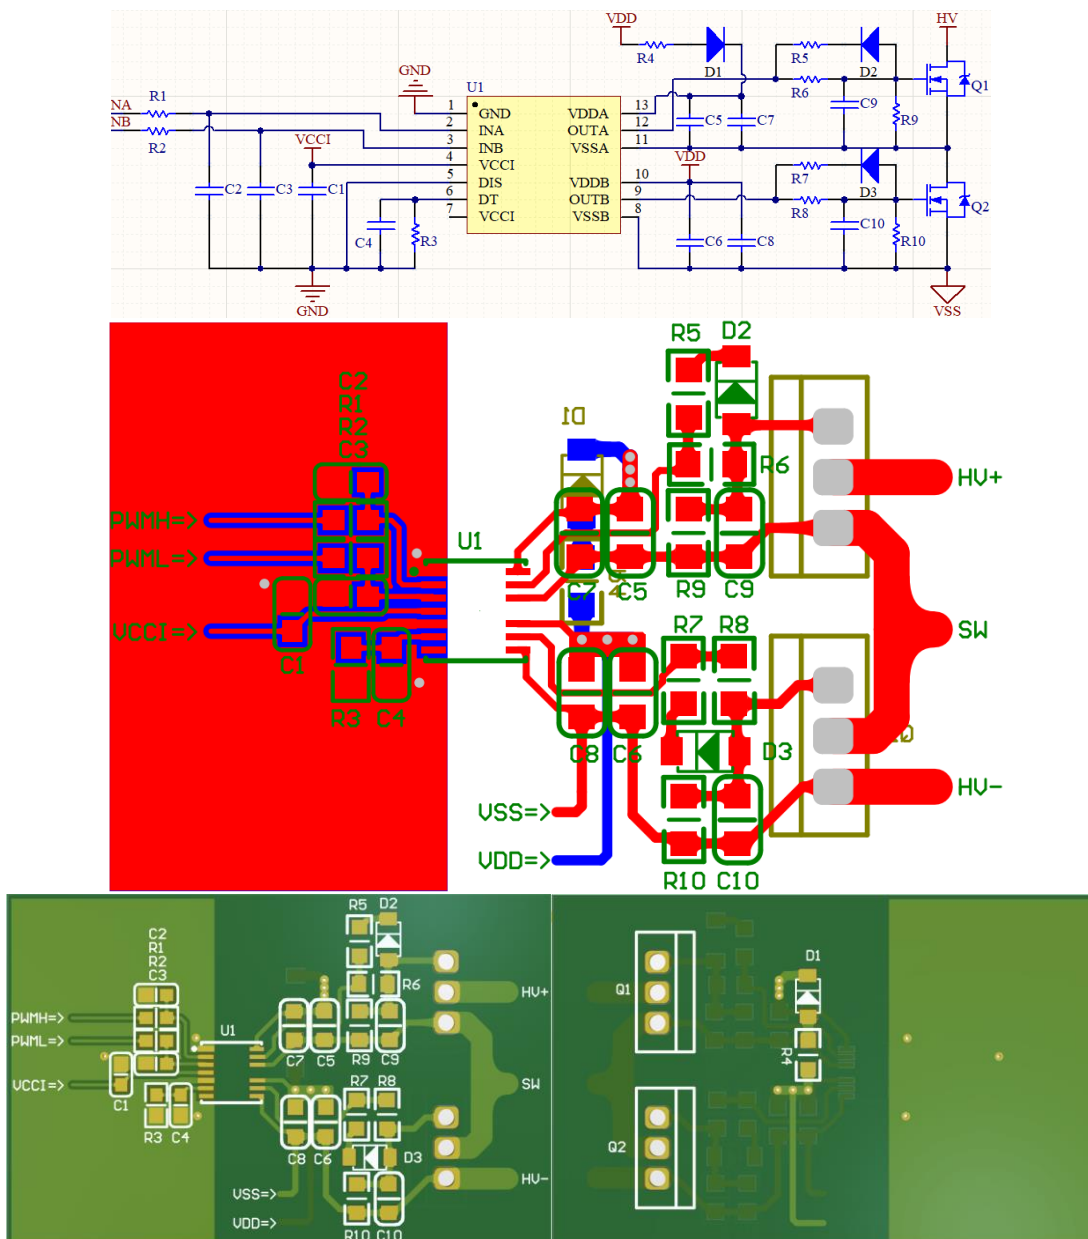 VDD
HV
R4
D1
R5
D2
R6
Q1
GND
U1
NA
R1
NB
R2
1 GND VDDA 13
2 INA OUTA 12
3 INB VSSA 11
4 VCCI
5 DIS VDDB 10
6 DT OUTB 9
7 VCCI VSSB 8
C5
C7
C9
R9
VCCI
VDD
R7
D3
R8
Q2
C2
C3
C1
C4
R3
C6
C8
C10
R10
GND
VSS
R5
D2
C2
R1
R2
C3
D1
R6
HV+
PWMH=>
PWML=>
VCCI=>
U1
R4
C7
C5
R9
C9
SW
C1
R7
R8
R3
C4
C8
C6
D3
HV-
VSS=>
VDD=>
R10
C10
R5
D2
C2
R1
R2
C3
R6
HV+
PWMH=>
PWML=>
VCCI=>
U1
C7
C5
R9
C9
SW
C1
R7
R8
R3
C4
C8
C6
D3
HV-
VSS=>
VDD=>
R10
C10
D1
Q1
R4
Q2